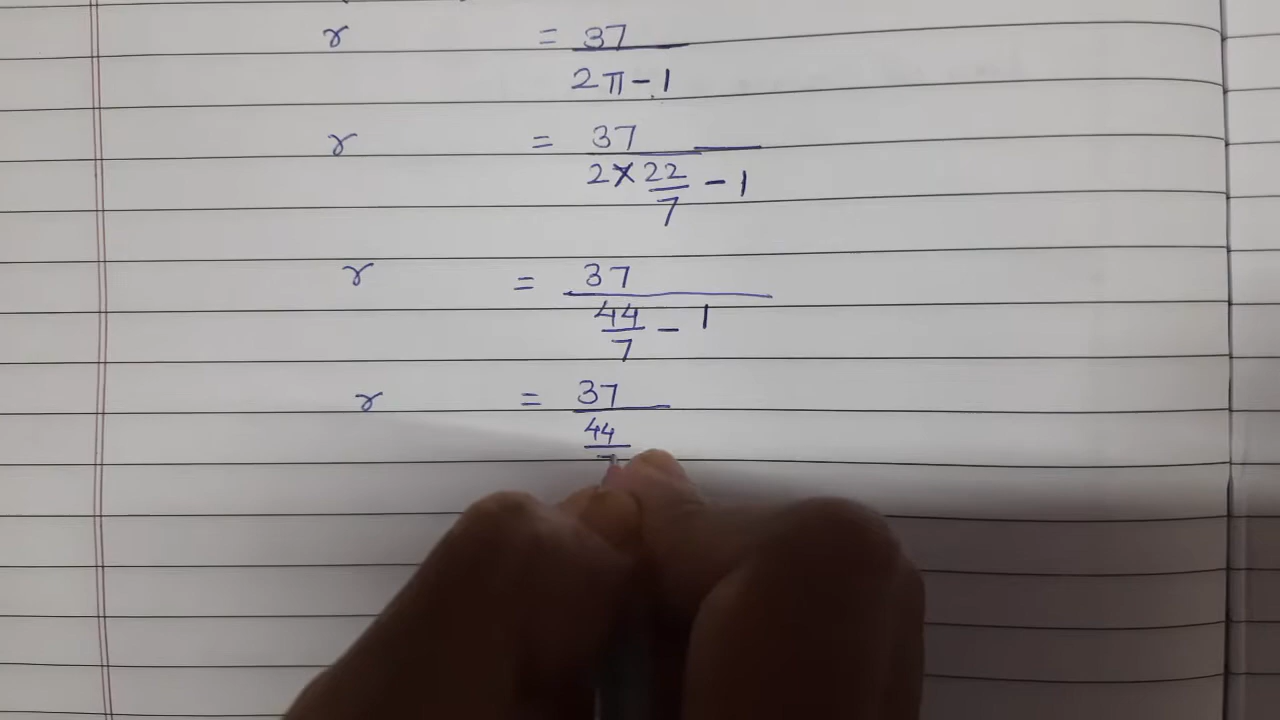 r = 37
2π - 1
r = 37
2 × 22 - 1
7
r = 37
44 - 1
7
r = 37
44